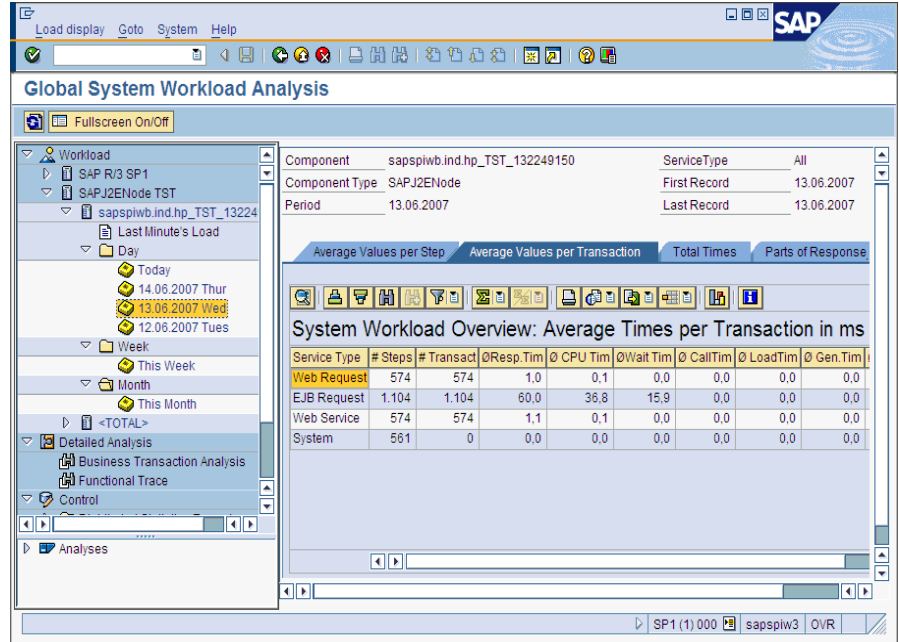 Load display Goto System Help
SAP
Global System Workload Analysis
Fullscreen On/Off
Workload
SAP R/3 SP1
SAPJ2ENode TST
sapspiwb.ind.hp_TST_13224
Last Minute's Load
Day
Today
14.06.2007 Thur
13.06.2007 Wed
12.06.2007 Tues
Week
This Week
Month
This Month
<TOTAL>
Detailed Analysis
Business Transaction Analysis
Functional Trace
Control
Analyses
Component sapspiwb.ind.hp_TST_132249150 ServiceType All
Component Type SAPJ2ENode First Record 13.06.2007
Period 13.06.2007 Last Record 13.06.2007
Average Values per Step Average Values per Transaction Total Times Parts of Response
System Workload Overview: Average Times per Transaction in ms
Service Type # Steps # Transact ØResp.Tim Ø CPU Tim ØWait Tim Ø CallTim Ø LoadTim Ø Gen.Tim
Web Request 574 574 1,0 0,1 0,0 0,0 0,0 0,0
EJB Request 1.104 1.104 60,0 36,8 15,9 0,0 0,0 0,0
Web Service 574 574 1,1 0,1 0,0 0,0 0,0 0,0
System 561 0 0,0 0,0 0,0 0,0 0,0 0,0
SP1 (1) 000 sapspiw3 OVR